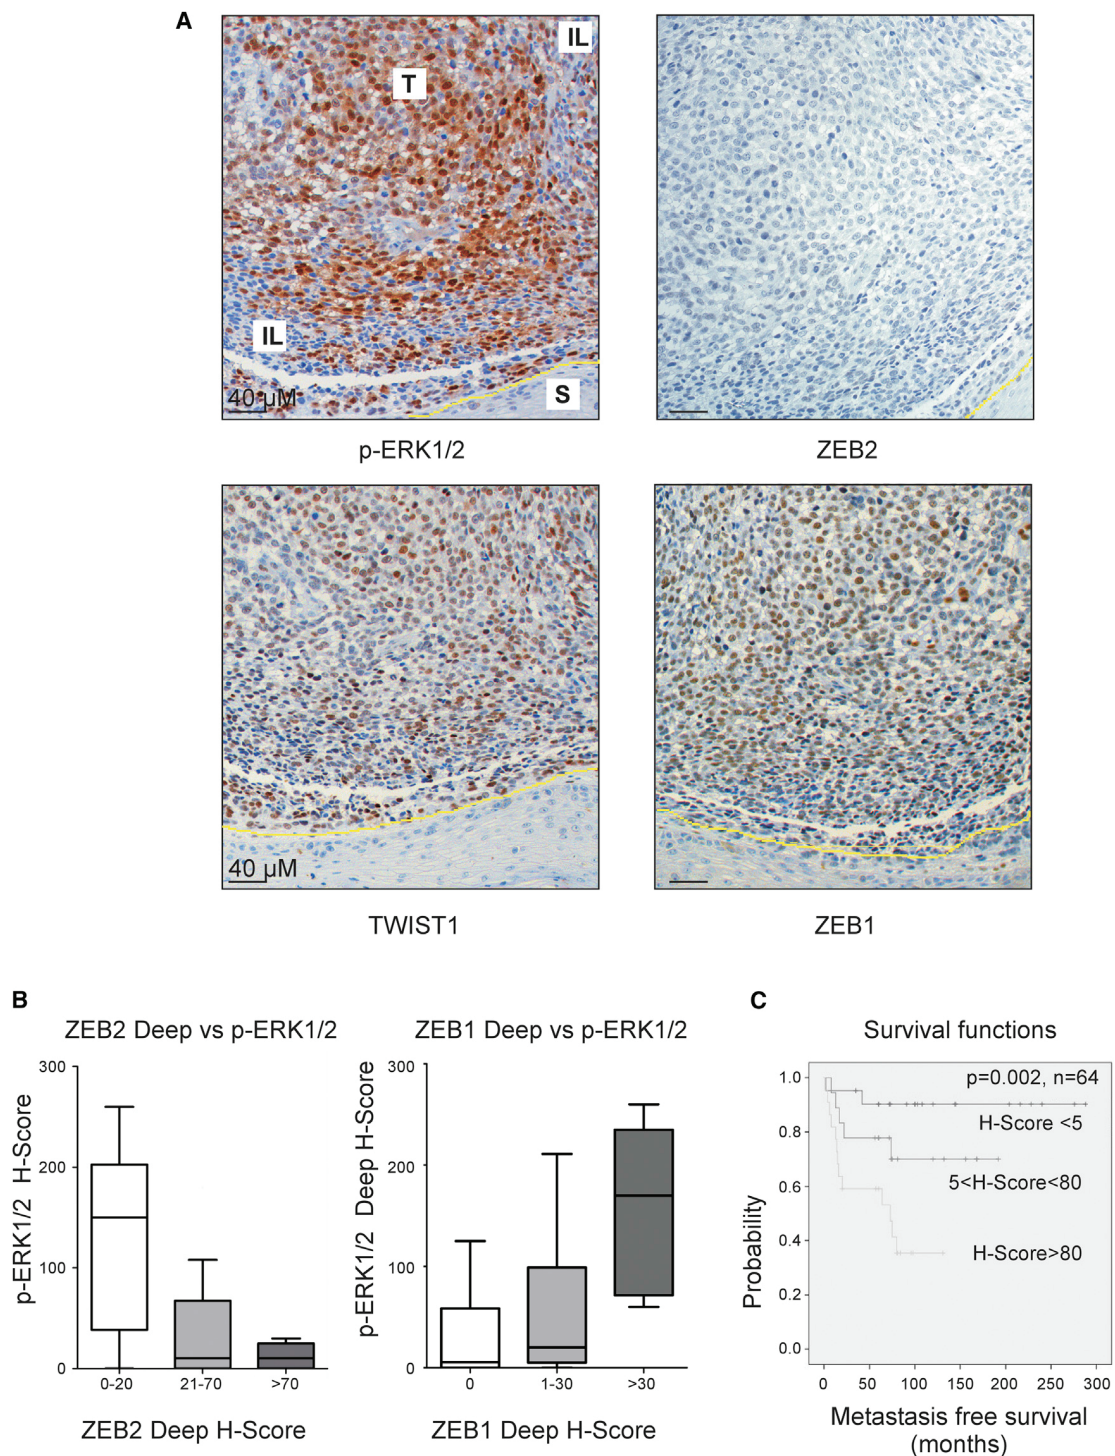 A
IL
T
IL
S
40 µM
p-ERK1/2
ZEB2
40 µM
TWIST1
ZEB1
B
ZEB2 Deep vs p-ERK1/2
p-ERK1/2 H-Score
300
200
100
0
0-20
21-70
>70
ZEB2 Deep H-Score
ZEB1 Deep vs p-ERK1/2
p-ERK1/2 Deep H-Score
300
200
100
0
0
1-30
>30
ZEB1 Deep H-Score
C
Survival functions
p=0.002, n=64
H-Score <5
5<H-Score<80
H-Score>80
Probability
1.0
0.8
0.6
0.4
0.2
0.0
0
50
100
150
200
250
300
Metastasis free survival
(months)